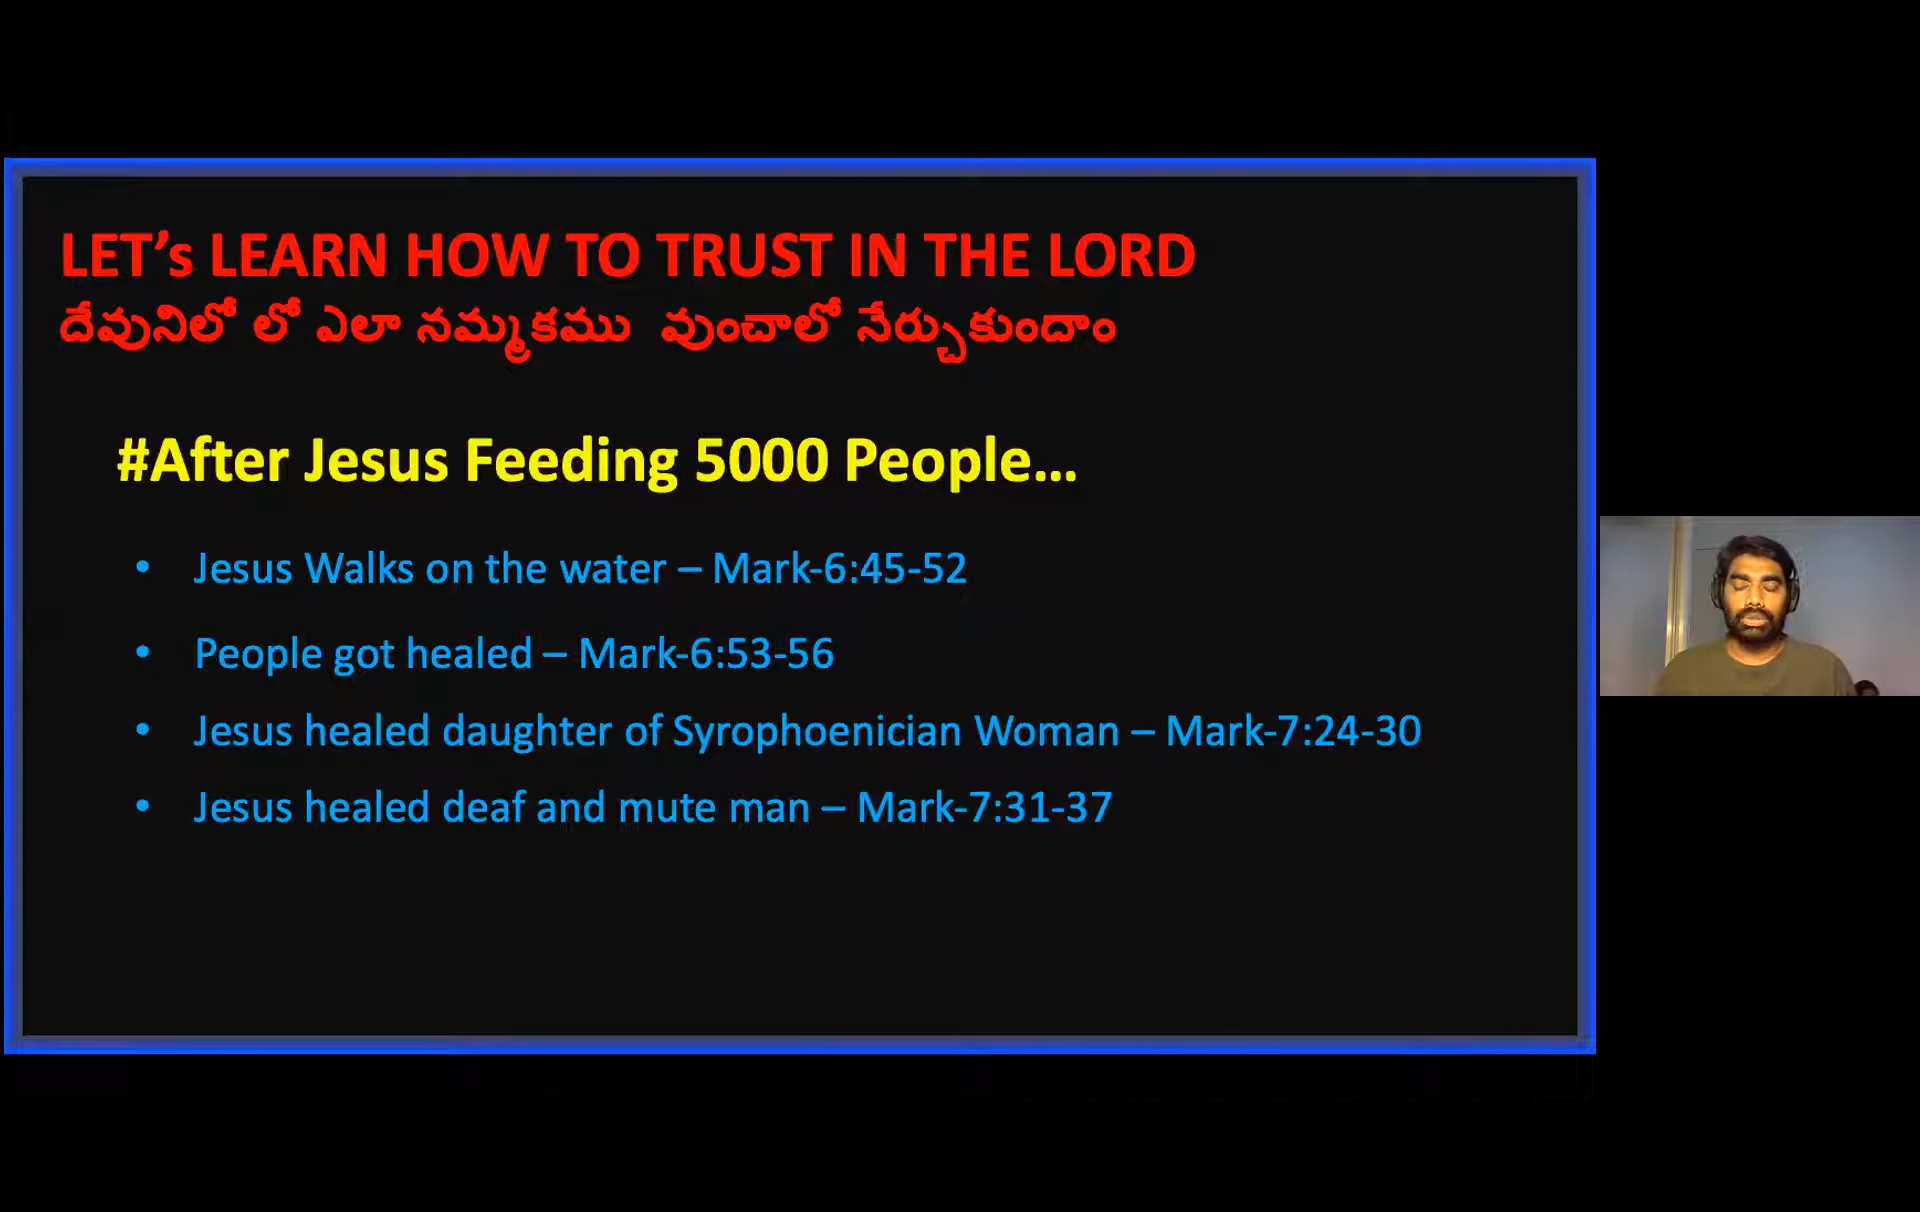 LET’s LEARN HOW TO TRUST IN THE LORD
దేవునిలో లో ఎలా నమ్మకము వుంచాలో నేర్చుకుందాం
#After Jesus Feeding 5000 People...
• Jesus Walks on the water – Mark-6:45-52
• People got healed – Mark-6:53-56
• Jesus healed daughter of Syrophoenician Woman – Mark-7:24-30
• Jesus healed deaf and mute man – Mark-7:31-37